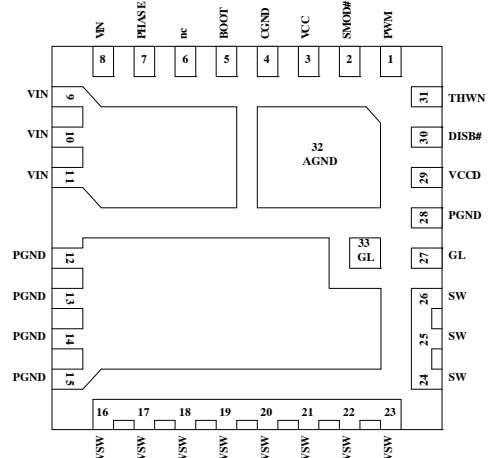 VIN PHASE nc BOOT CGND VCC SMOD# PWM
8 7 6 5 4 3 2 1
VIN 9
VIN 10
VIN 11
31 THWN
30 DISB#
29 VCCD
28 PGND
27 GL
32
AGND
33
GL
PGND 12
PGND 13
PGND 14
PGND 15
26 SW
25 SW
24 SW
16 17 18 19 20 21 22 23
VSW VSW VSW VSW VSW VSW VSW VSW